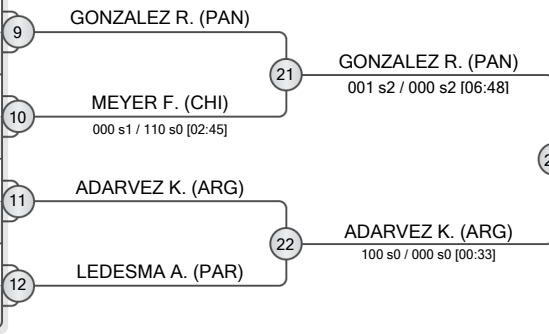 GONZALEZ R. (PAN)
9
21
GONZALEZ R. (PAN)
001 s2 / 000 s2 [06:48]
MEYER F. (CHI)
10
000 s1 / 110 s0 [02:45]
ADARVEZ K. (ARG)
11
22
ADARVEZ K. (ARG)
100 s0 / 000 s0 [00:33]
LEDESMA A. (PAR)
12